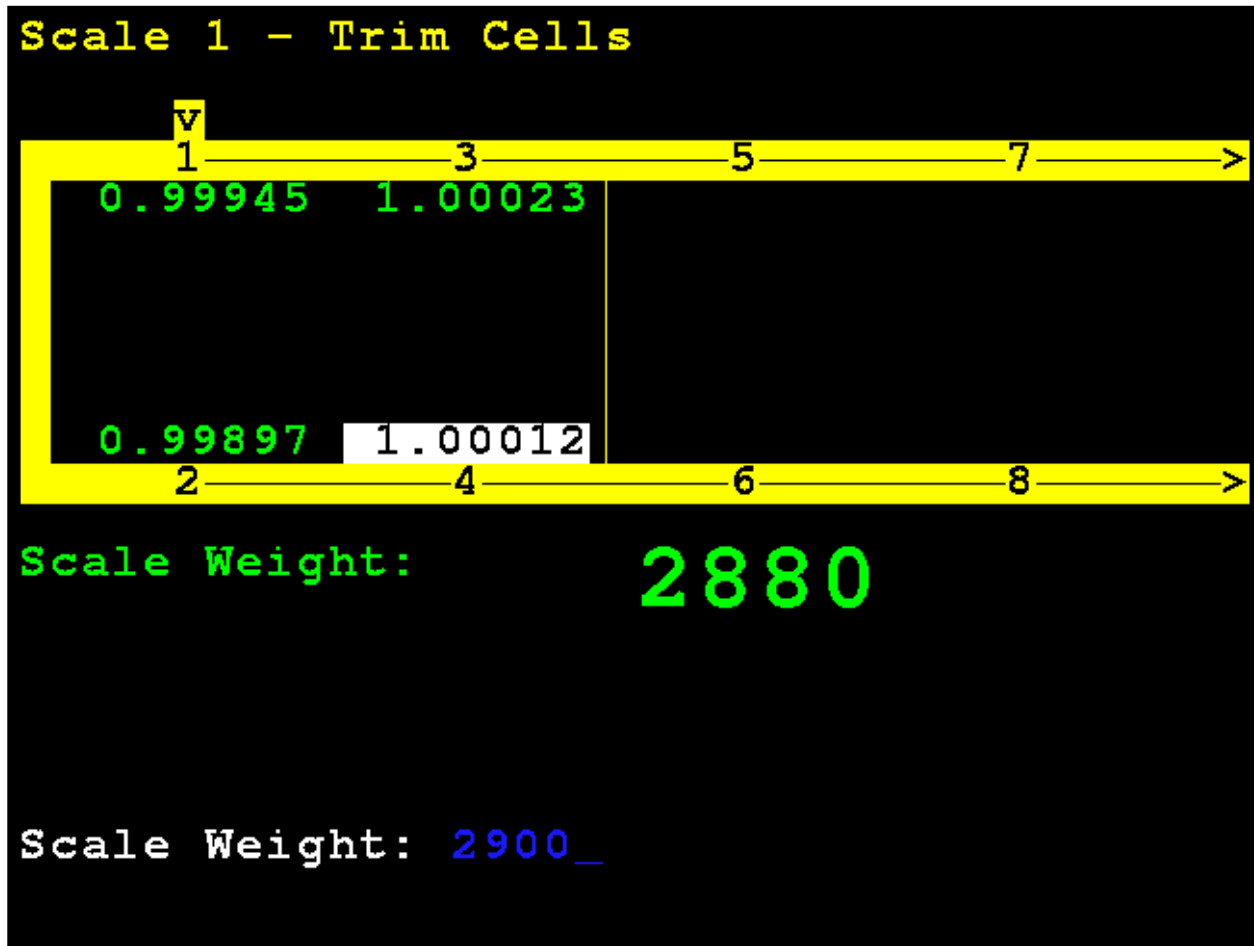 Scale 1 - Trim Cells
v
1 3 5 7 >
0.99945 1.00023
0.99897 1.00012
2 4 6 8 >
Scale Weight: 2880
Scale Weight: 2900_